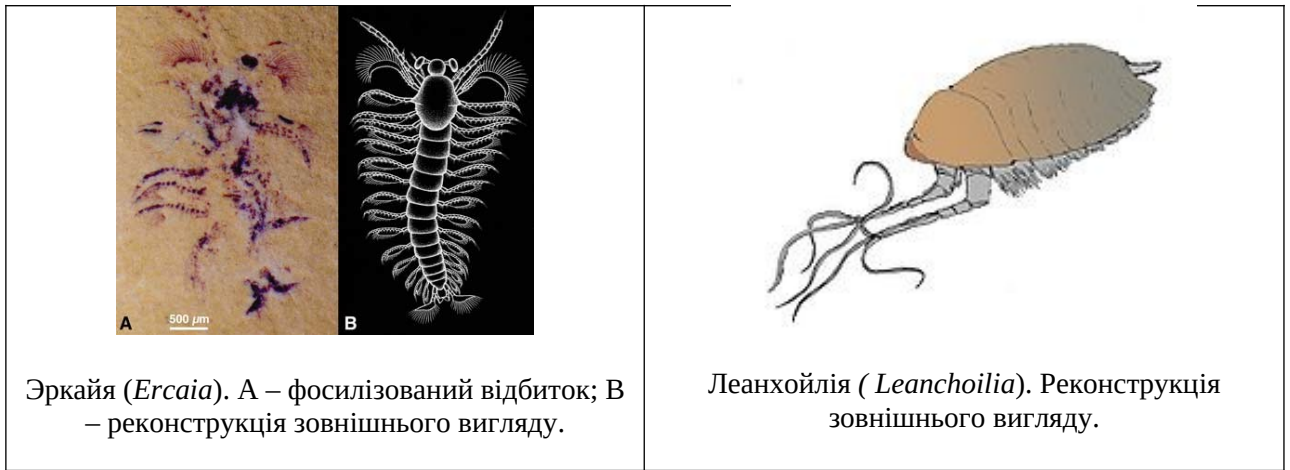 A
500 µm
B
Эркайя (Ercaia). А – фосилізований відбиток; В
– реконструкція зовнішнього вигляду.
Леанхойлія ( Leanchoilia). Реконструкція
зовнішнього вигляду.